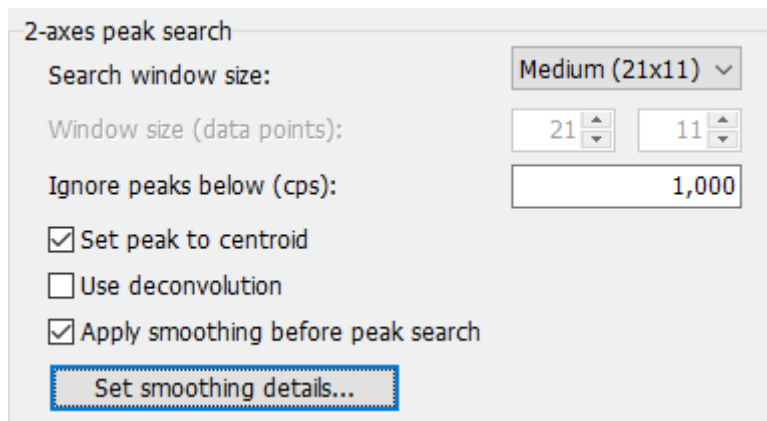 2-axes peak search
Search window size: Medium (21x11)
Window size (data points): 21 11
Ignore peaks below (cps): 1,000
Set peak to centroid
Use deconvolution
Apply smoothing before peak search
Set smoothing details...